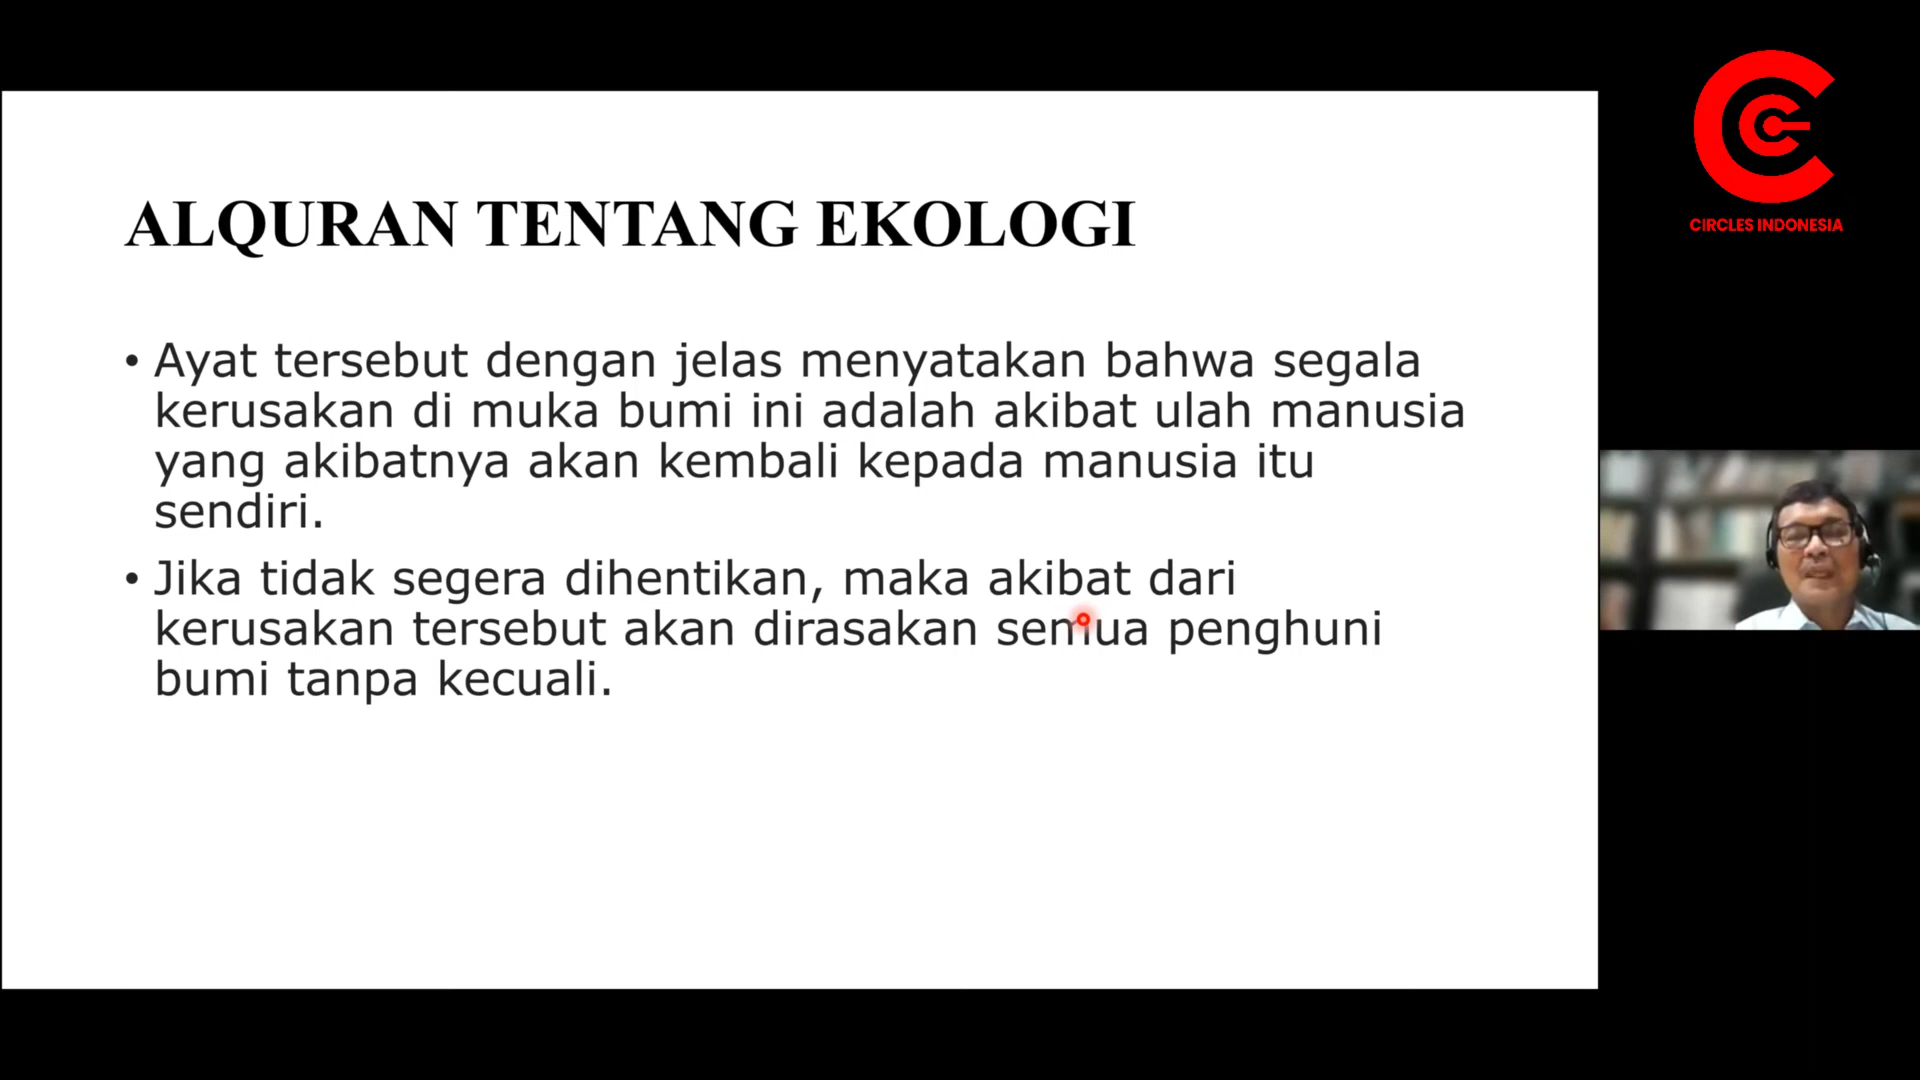 ALQURAN TENTANG EKOLOGI
• Ayat tersebut dengan jelas menyatakan bahwa segala
kerusakan di muka bumi ini adalah akibat ulah manusia
yang akibatnya akan kembali kepada manusia itu
sendiri.
• Jika tidak segera dihentikan, maka akibat dari
kerusakan tersebut akan dirasakan semua penghuni
bumi tanpa kecuali.
CIRCLES INDONESIA